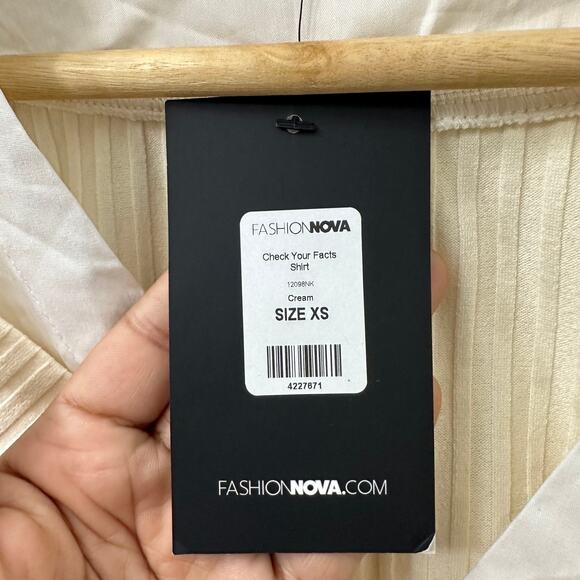 FASHIONNOVA
Check Your Facts
Shirt
12098NK
Cream
SIZE XS
4227671
FASHIONNOVA.COM